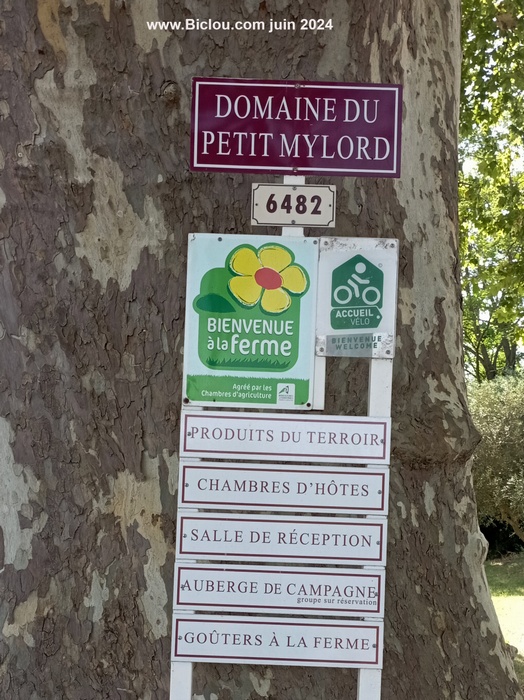 www.Biclou.com juin 2024
DOMAINE DU
PETIT MYLORD
6482
BIENVENUE
à la ferme
Agréé par les
Chambres d'agriculture
ACCUEIL
VÉLO
BIENVENUE
WELCOME
PRODUITS DU TERROIR
CHAMBRES D'HÔTES
SALLE DE RÉCEPTION
AUBERGE DE CAMPAGNE
groupe sur réservation
GOÛTERS À LA FERME